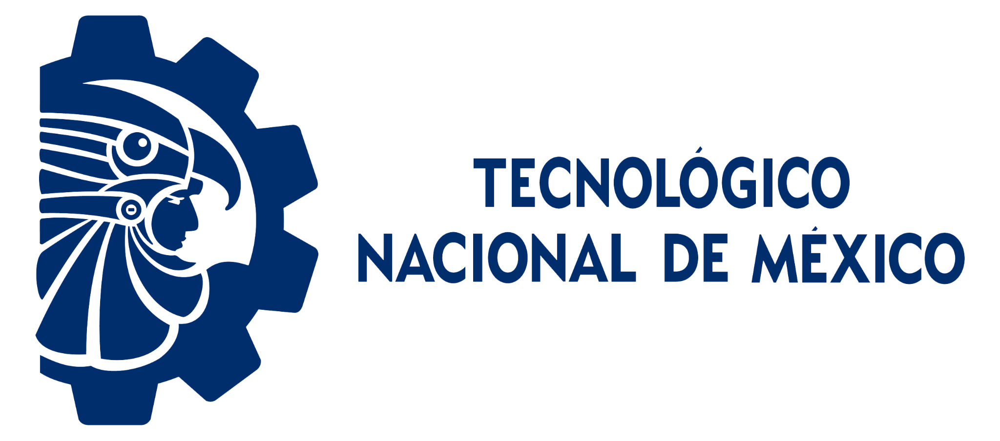 TECNOLÓGICO
NACIONAL DE MÉXICO